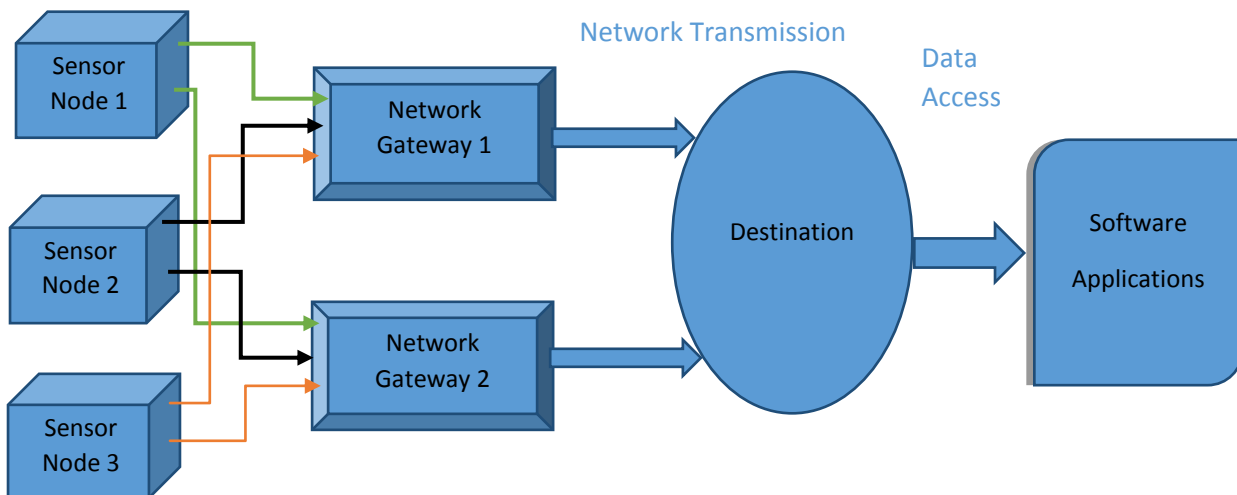 Network Transmission
Data
Access
Sensor
Node 1
Network
Gateway 1
Sensor
Node 2
Destination
Software
Applications
Network
Gateway 2
Sensor
Node 3